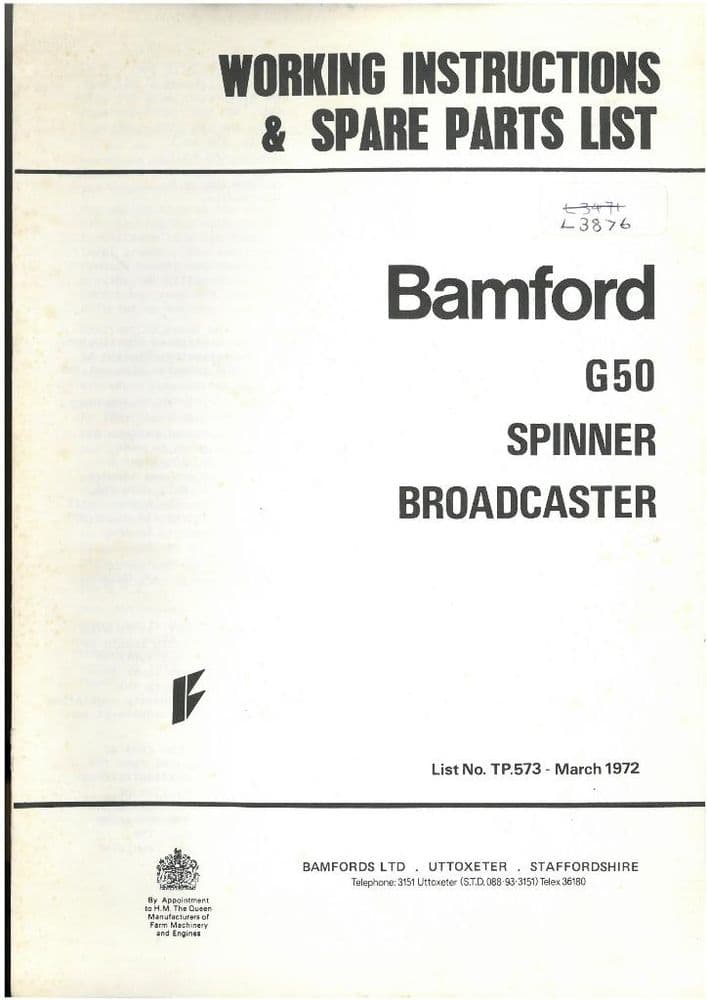 WORKING INSTRUCTIONS
& SPARE PARTS LIST
L3471
L3876
Bamford
G50
SPINNER
BROADCASTER
List No. TP.573 - March 1972
BAMFORDS LTD . UTTOXETER . STAFFORDSHIRE
Telephone: 3151 Uttoxeter (S.T.D. 088-93-3151) Telex 36180
By Appointment
to H.M. The Queen
Manufacturers of
Farm Machinery
and Engines